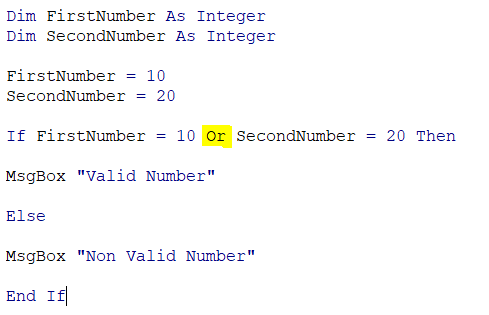 Dim FirstNumber As Integer
Dim SecondNumber As Integer
FirstNumber = 10
SecondNumber = 20
If FirstNumber = 10 Or SecondNumber = 20 Then
MsgBox "Valid Number"
Else
MsgBox "Non Valid Number"
End If